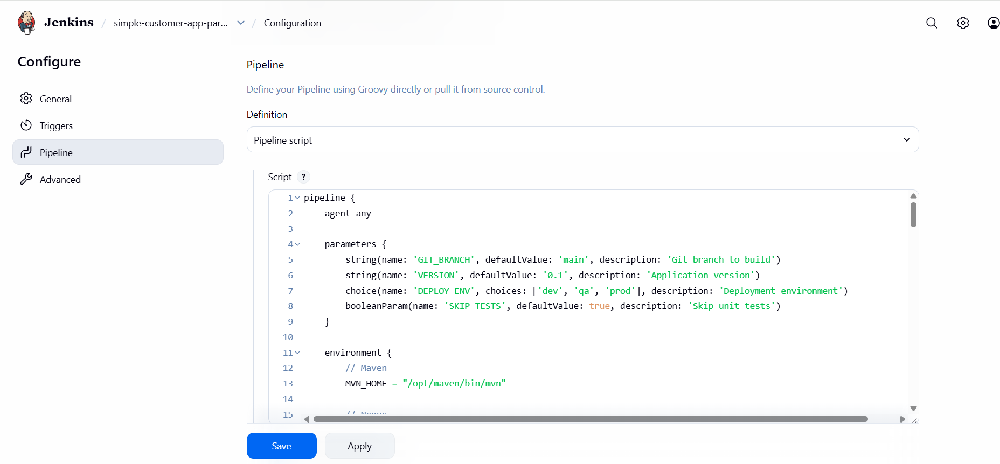 Jenkins / simple-customer-app-par... / Configuration
Configure
General
Triggers
Pipeline
Advanced
Pipeline
Define your Pipeline using Groovy directly or pull it from source control.
Definition
Pipeline script
Script ?
1 pipeline {
2     agent any
3
4     parameters {
5         string(name: 'GIT_BRANCH', defaultValue: 'main', description: 'Git branch to build')
6         string(name: 'VERSION', defaultValue: '0.1', description: 'Application version')
7         choice(name: 'DEPLOY_ENV', choices: ['dev', 'qa', 'prod'], description: 'Deployment environment')
8         booleanParam(name: 'SKIP_TESTS', defaultValue: true, description: 'Skip unit tests')
9     }
10
11     environment {
12         // Maven
13         MVN_HOME = "/opt/maven/bin/mvn"
14
15         // Nexus
Save
Apply